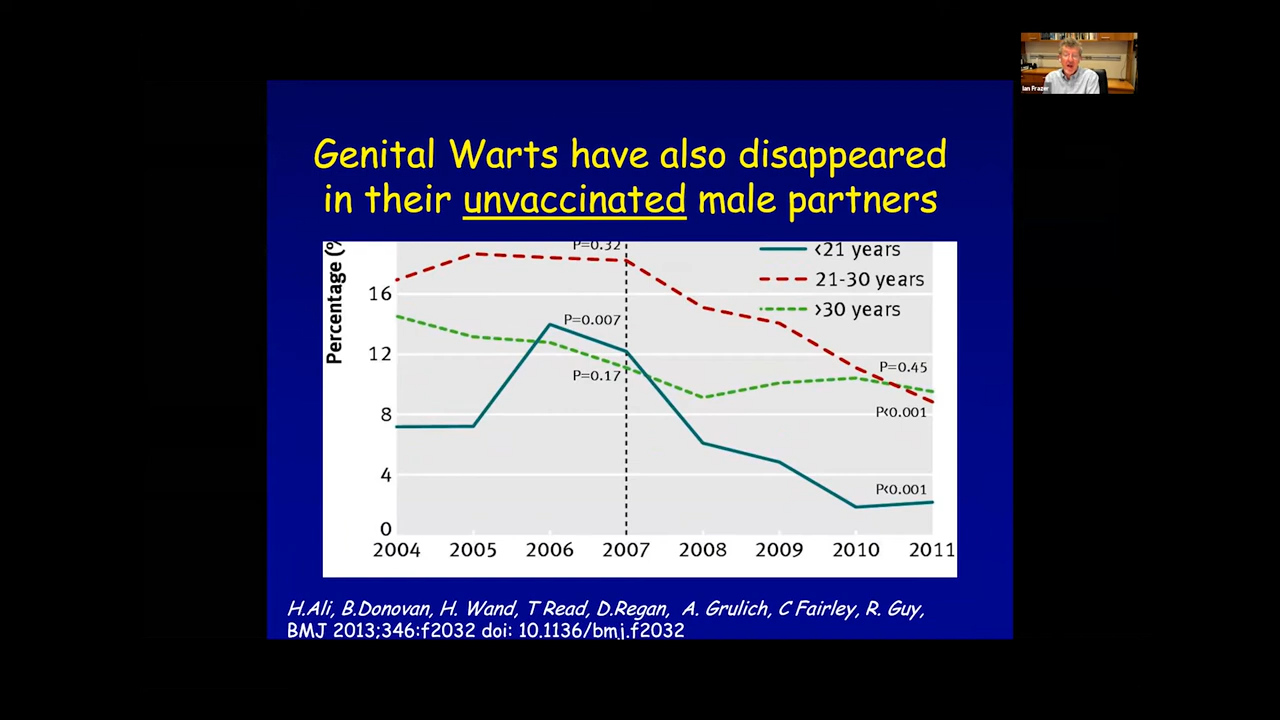 Ian Frazer
Genital Warts have also disappeared
in their unvaccinated male partners
Percentage (%
P=0.32
<21 years
21-30 years
>30 years
16
P=0.007
12
P=0.17
P=0.45
8
P<0.001
4
P<0.001
0
2004 2005 2006 2007 2008 2009 2010 2011
H.Ali, B.Donovan, H. Wand, T Read, D.Regan, A. Grulich, C Fairley, R. Guy,
BMJ 2013;346:f2032 doi: 10.1136/bmj.f2032